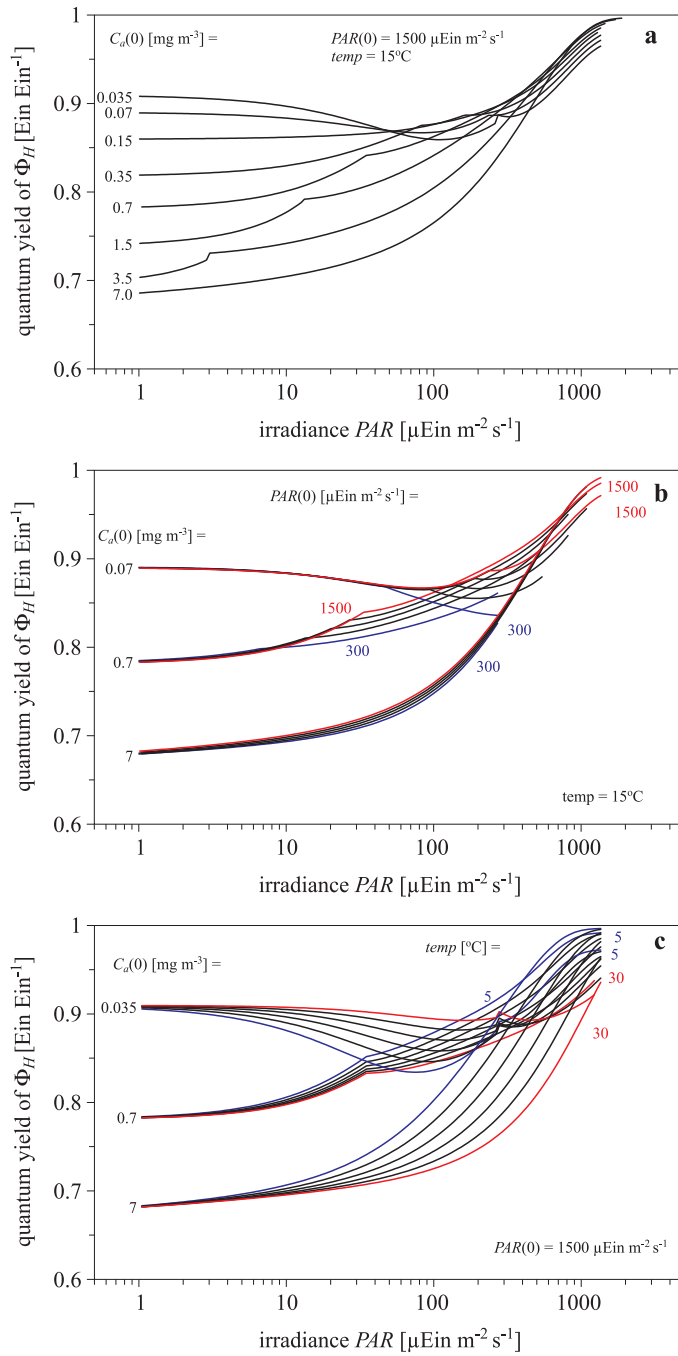 a
C_a(0) [mg m⁻³] =
PAR(0) = 1500 µEin m⁻² s⁻¹
temp = 15ºC
quantum yield of Φ_H [Ein Ein⁻¹]
1
0.9
0.8
0.7
0.6
0.035
0.07
0.15
0.35
0.7
1.5
3.5
7.0
1 10 100 1000
irradiance PAR [µEin m⁻² s⁻¹]
b
PAR(0) [µEin m⁻² s⁻¹] =
C_a(0) [mg m⁻³] =
quantum yield of Φ_H [Ein Ein⁻¹]
1
0.9
0.8
0.7
0.6
0.07
0.7
7
1500
1500
1500
300
300
300
temp = 15ºC
1 10 100 1000
irradiance PAR [µEin m⁻² s⁻¹]
c
temp [ºC] =
C_a(0) [mg m⁻³] =
quantum yield of Φ_H [Ein Ein⁻¹]
1
0.9
0.8
0.7
0.6
0.035
0.7
7
5
5
5
30
30
PAR(0) = 1500 µEin m⁻² s⁻¹
1 10 100 1000
irradiance PAR [µEin m⁻² s⁻¹]